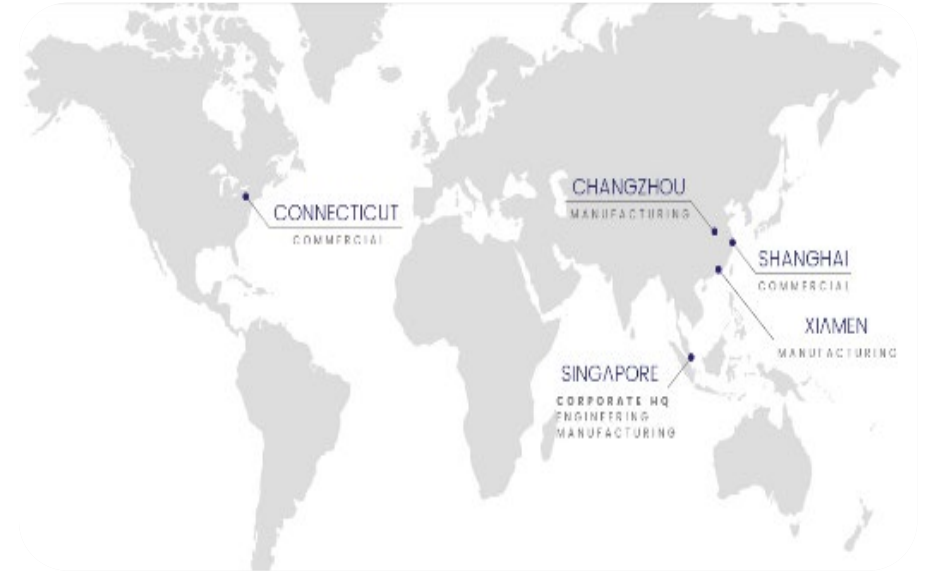 CHANGZHOU
MANUFACTURING
CONNECTICUT
COMMERCIAL
SHANGHAI
COMMERCIAL
XIAMEN
MANUFACTURING
SINGAPORE
CORPORATE HQ
ENGINEERING
MANUFACTURING